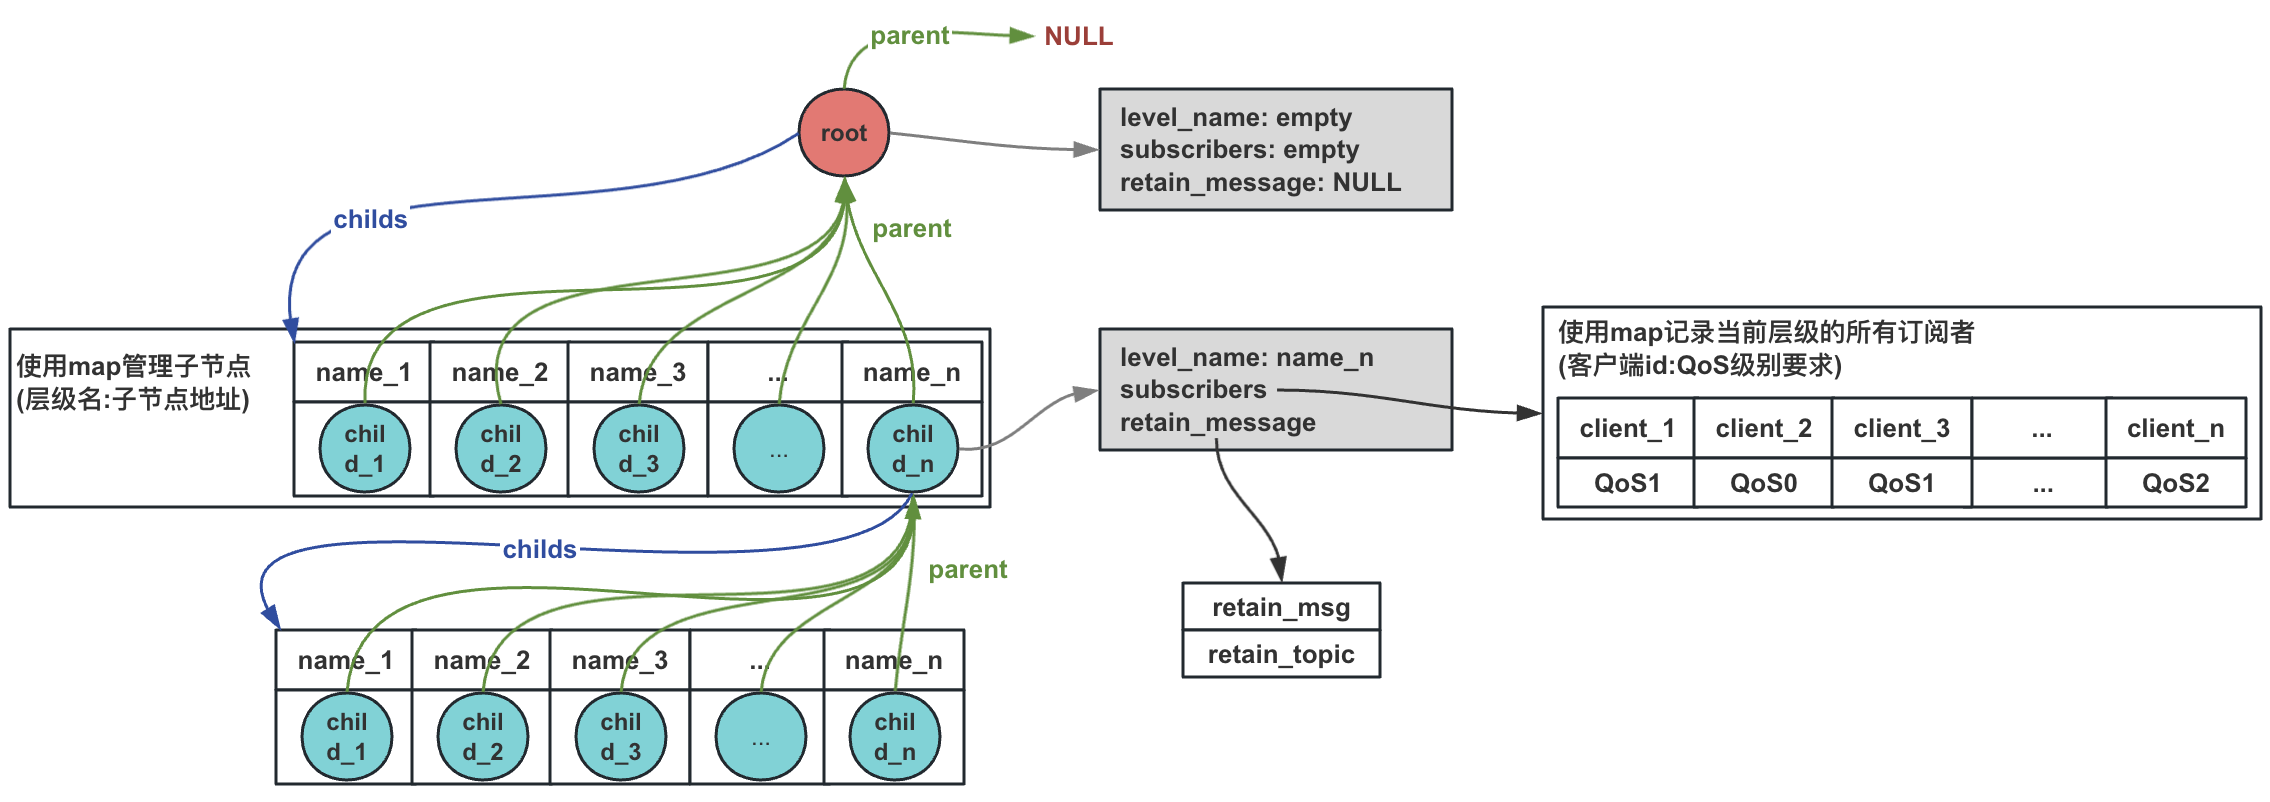 parent
NULL
root
level_name: empty
subscribers: empty
retain_message: NULL
childs
parent
使用map管理子节点
(层级名:子节点地址)
name_1 name_2 name_3 ... name_n
chil
d_1
chil
d_2
chil
d_3
...
chil
d_n
level_name: name_n
subscribers
retain_message
使用map记录当前层级的所有订阅者
(客户端id:QoS级别要求)
client_1 client_2 client_3 ... client_n
QoS1 QoS0 QoS1 ... QoS2
childs
parent
retain_msg
retain_topic
name_1 name_2 name_3 ... name_n
chil
d_1
chil
d_2
chil
d_3
...
chil
d_n